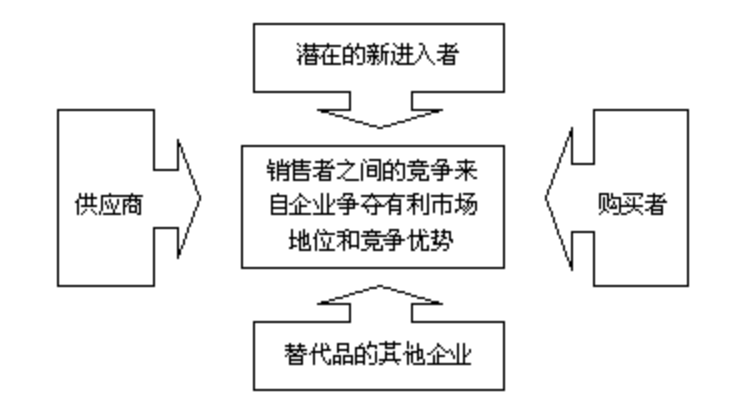 潜在的新进入者
供应商
销售者之间的竞争来
自企业争夺有利市场
地位和竞争优势
购买者
替代品的其他企业